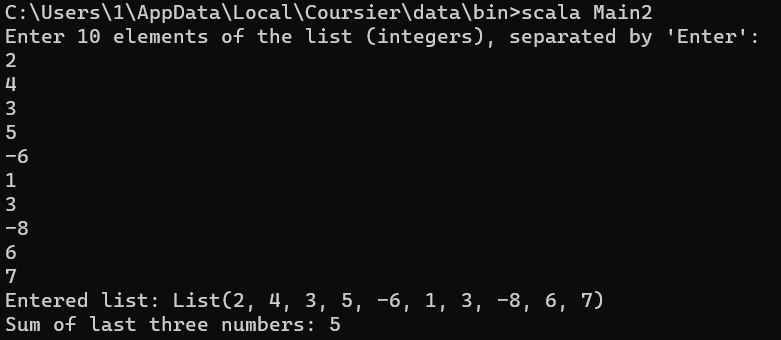 C:\Users\1\AppData\Local\Coursier\data\bin>scala Main2
Enter 10 elements of the list (integers), separated by 'Enter':
2
4
3
5
-6
1
3
-8
6
7
Entered list: List(2, 4, 3, 5, -6, 1, 3, -8, 6, 7)
Sum of last three numbers: 5